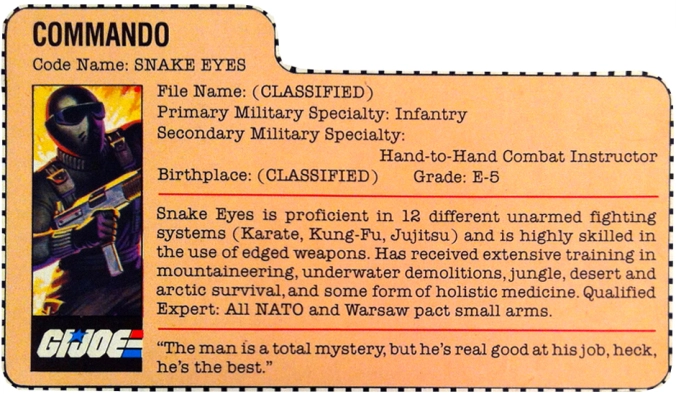 COMMANDO
Code Name: SNAKE EYES
File Name: (CLASSIFIED)
Primary Military Specialty: Infantry
Secondary Military Specialty:
Hand-to-Hand Combat Instructor
Birthplace: (CLASSIFIED) Grade: E-5
Snake Eyes is proficient in 12 different unarmed fighting
systems (Karate, Kung-Fu, Jujitsu) and is highly skilled in
the use of edged weapons. Has received extensive training in
mountaineering, underwater demolitions, jungle, desert and
arctic survival, and some form of holistic medicine. Qualified
Expert: All NATO and Warsaw pact small arms.
GI JOE
“The man is a total mystery, but he's real good at his job, heck,
he's the best.”